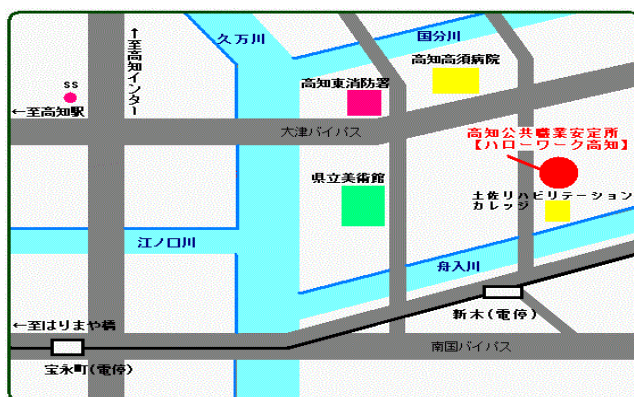 久万川
国分川
↑至高知インター
SS
高知高須病院
高知東消防署
←至高知駅
大津バイパス
高知公共職業安定所
【ハローワーク高知】
県立美術館
土佐リハビリテーション
カレッジ
江ノ口川
舟入川
新木(電停)
←至はりまや橋
南国バイパス
宝永町(電停)